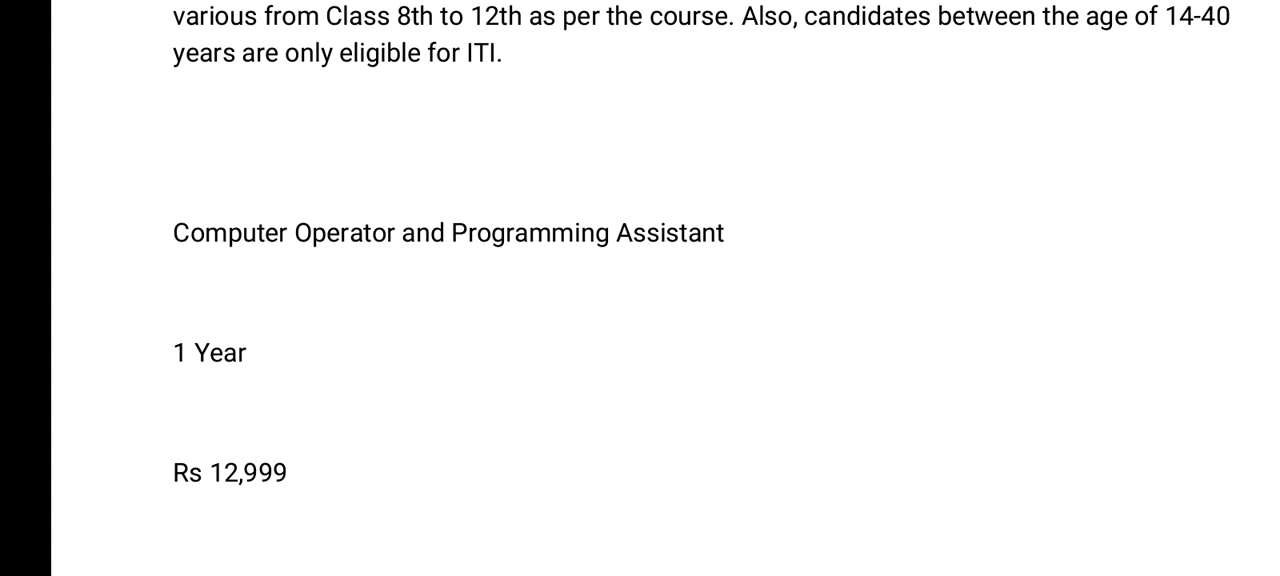 various from Class 8th to 12th as per the course. Also, candidates between the age of 14-40
years are only eligible for ITI.
Computer Operator and Programming Assistant
1 Year
Rs 12,999